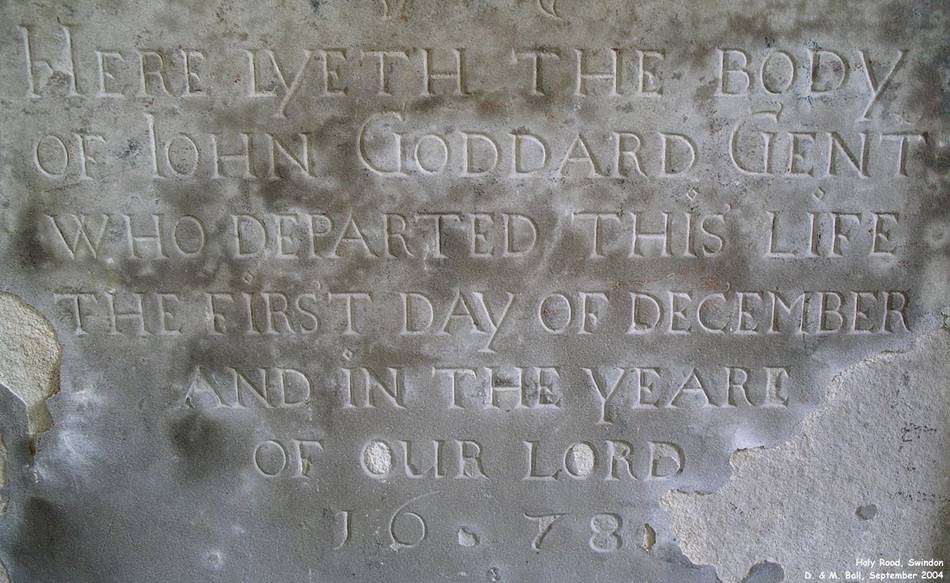 HERE LYETH THE BODY
OF IOHN GODDARD GENT
WHO DEPARTED THIS LIFE
THE FIRST DAY OF DECEMBER
AND IN THE YEARE
OF OUR LORD
1678
Holy Rood, Swindon
D. & M. Ball, September 2004